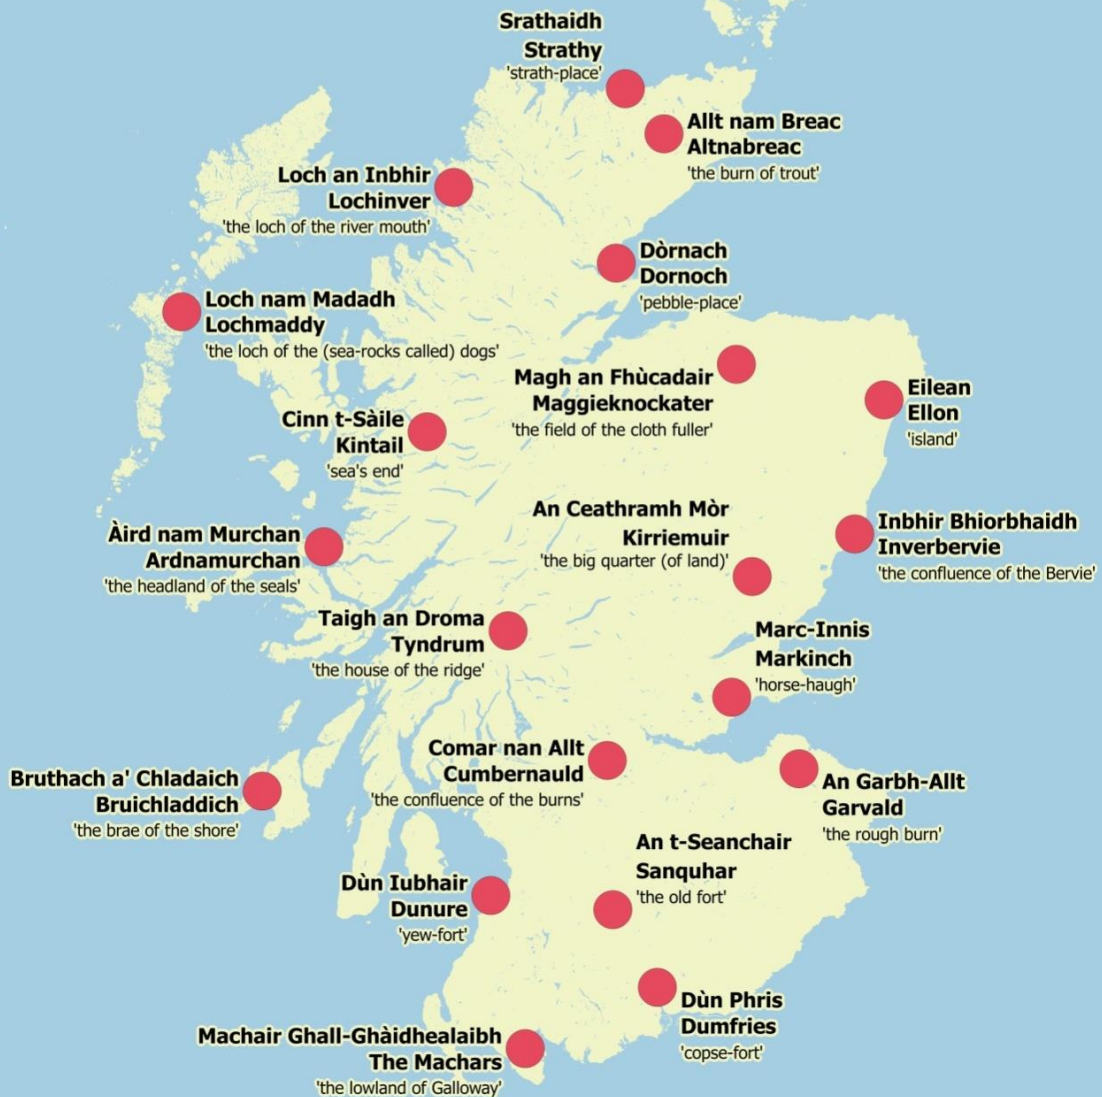 Srathaidh
Strathy
'strath-place'
Allt nam Breac
Altnabreac
'the burn of trout'
Loch an Inbhir
Lochinver
'the loch of the river mouth'
Dòrnach
Dornoch
'pebble-place'
Loch nam Madadh
Lochmaddy
'the loch of the (sea-rocks called) dogs'
Magh an Fhùcadair
Maggieknockater
'the field of the cloth fuller'
Eilean
Ellon
'island'
Cinn t-Sàile
Kintail
'sea's end'
An Ceathramh Mòr
Kirriemuir
'the big quarter (of land)'
Inbhir Bhiorbhaidh
Inverbervie
'the confluence of the Bervie'
Àird nam Murchan
Ardnamurchan
'the headland of the seals'
Taigh an Droma
Tyndrum
'the house of the ridge'
Marc-Innis
Markinch
'horse-haugh'
Comar nan Allt
Cumbernauld
'the confluence of the burns'
Bruthach a' Chladaich
Bruichladdich
'the brae of the shore'
An Garbh-Allt
Garvald
'the rough burn'
An t-Seanchair
Sanquhar
'the old fort'
Dùn Iubhair
Dunure
'yew-fort'
Dùn Phris
Dumfries
'copse-fort'
Machair Ghall-Ghàidhealaibh
The Machars
'the lowland of Galloway'